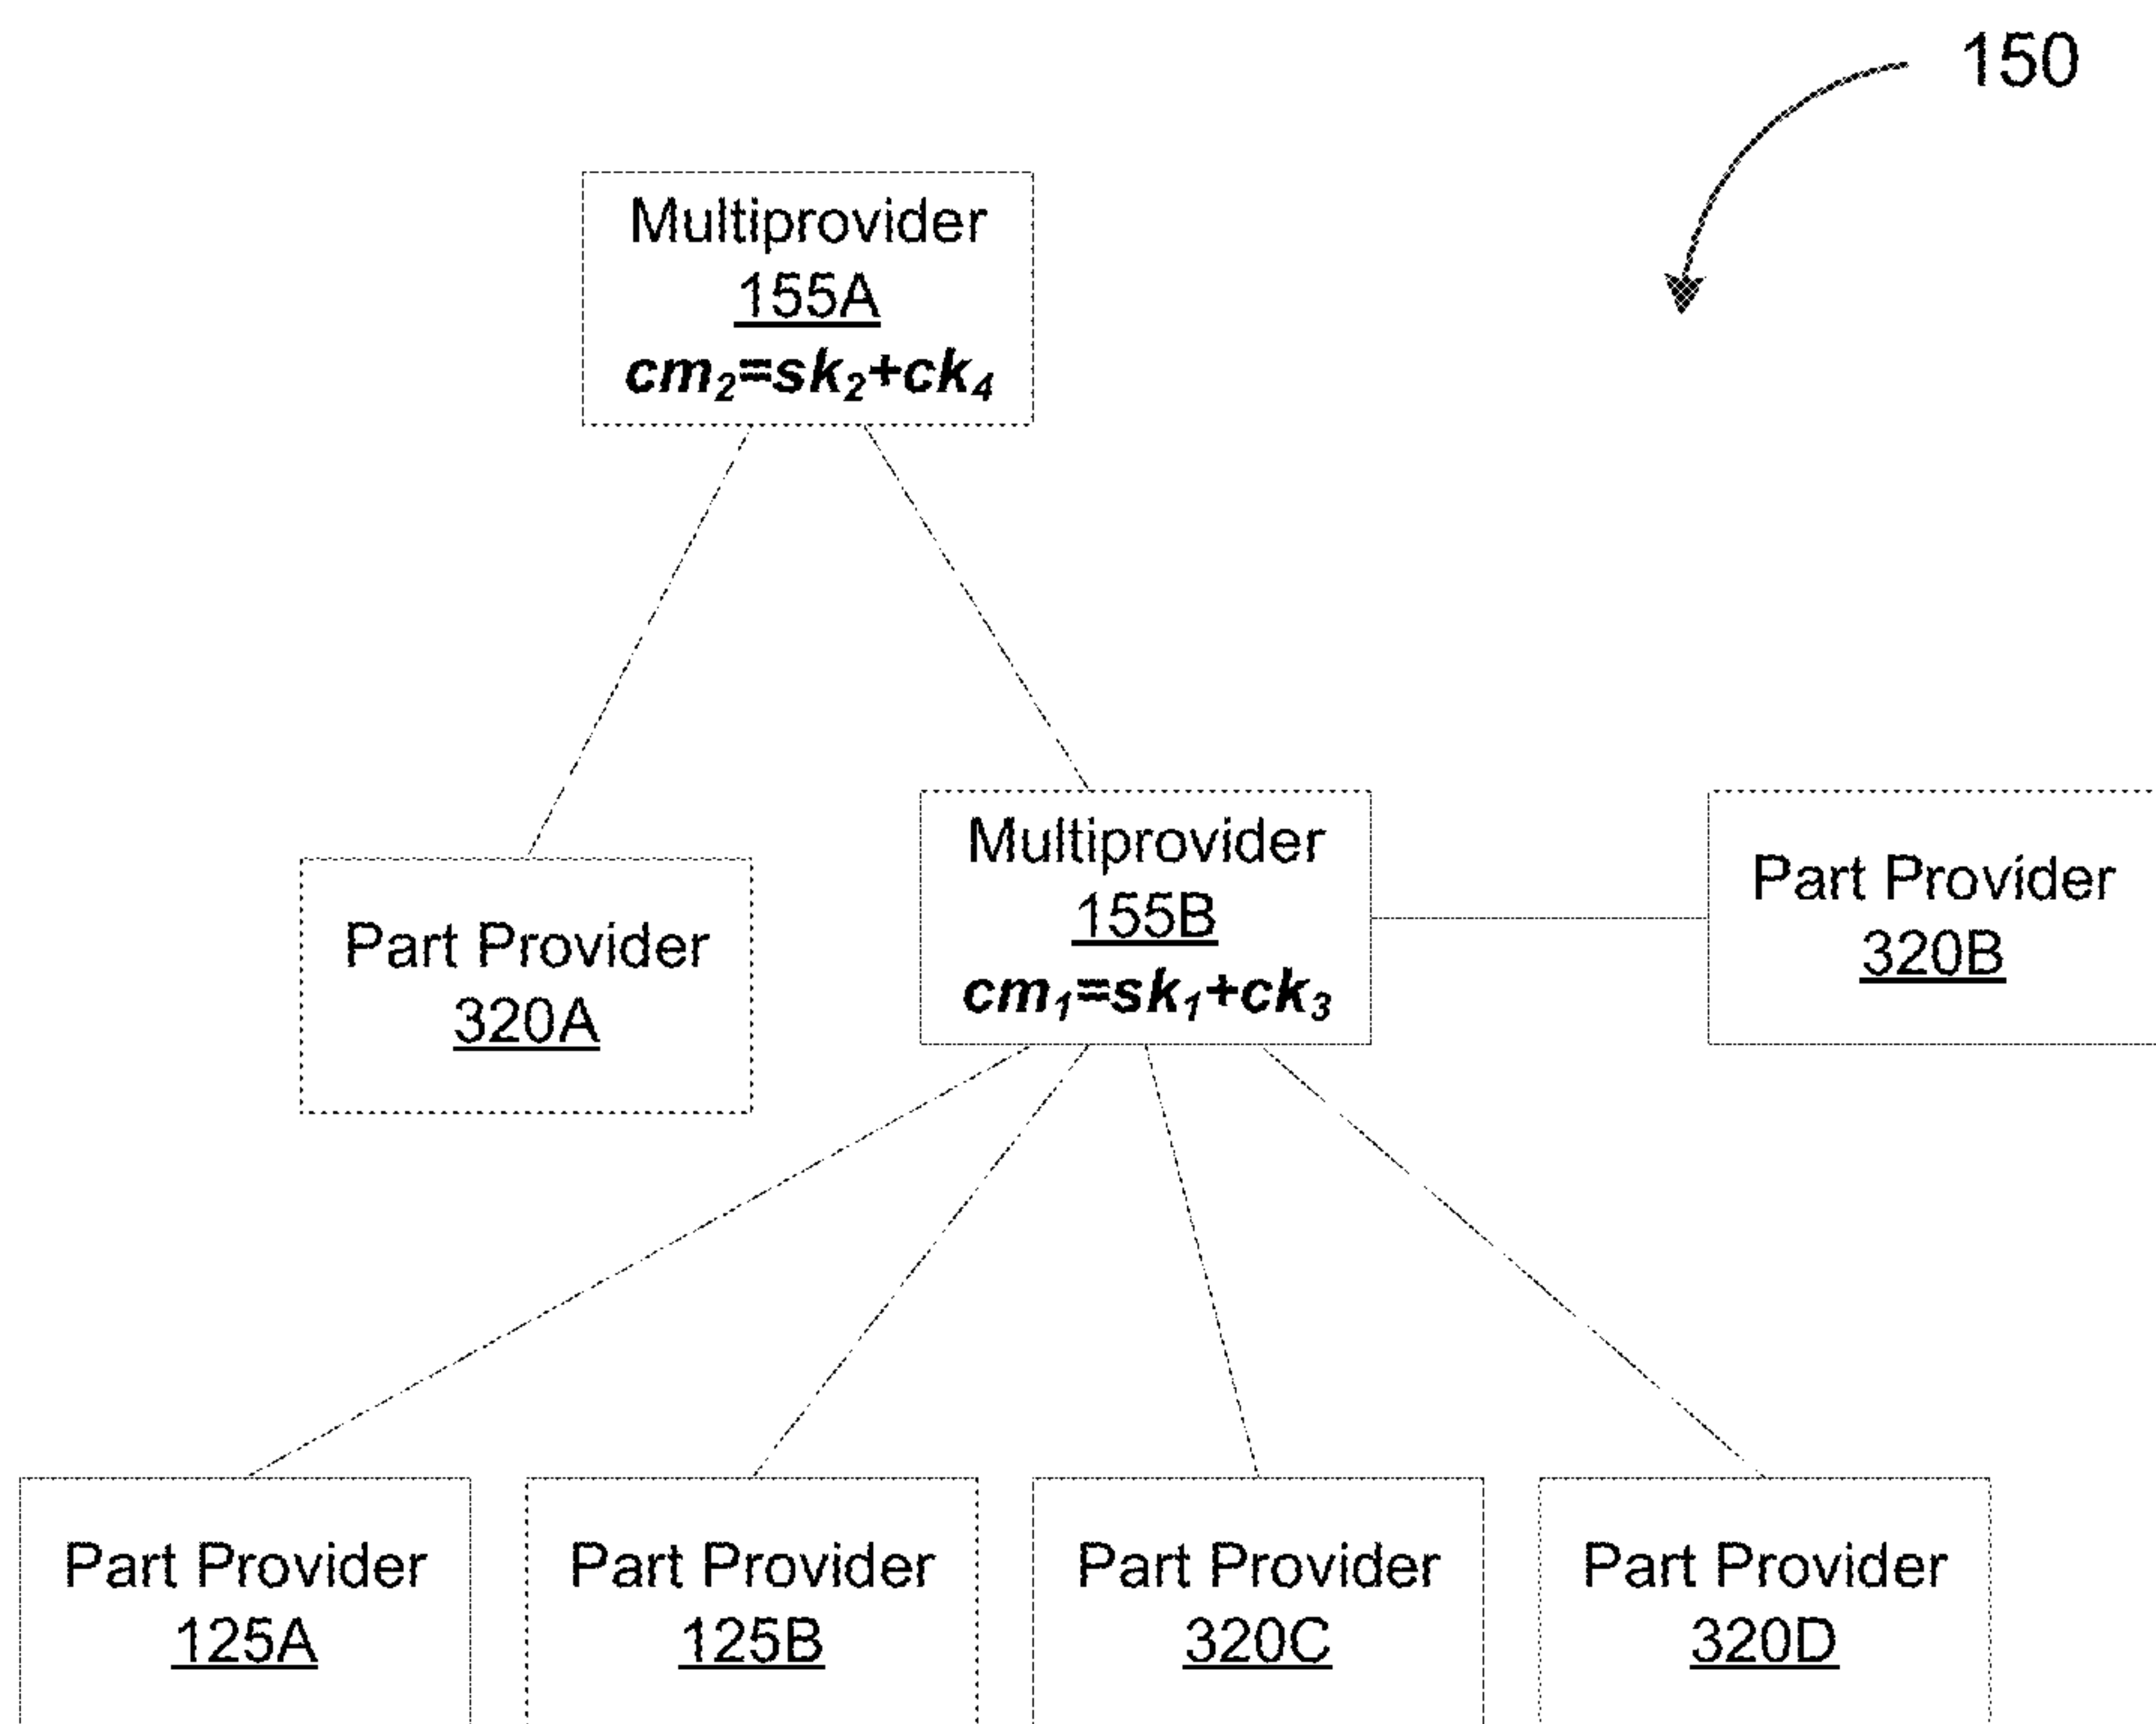 150
Multiprovider
155A
cm₂=sk₂+ck₄
Part Provider
320A
Multiprovider
155B
cm₁=sk₁+ck₃
Part Provider
320B
Part Provider
125A
Part Provider
125B
Part Provider
320C
Part Provider
320D